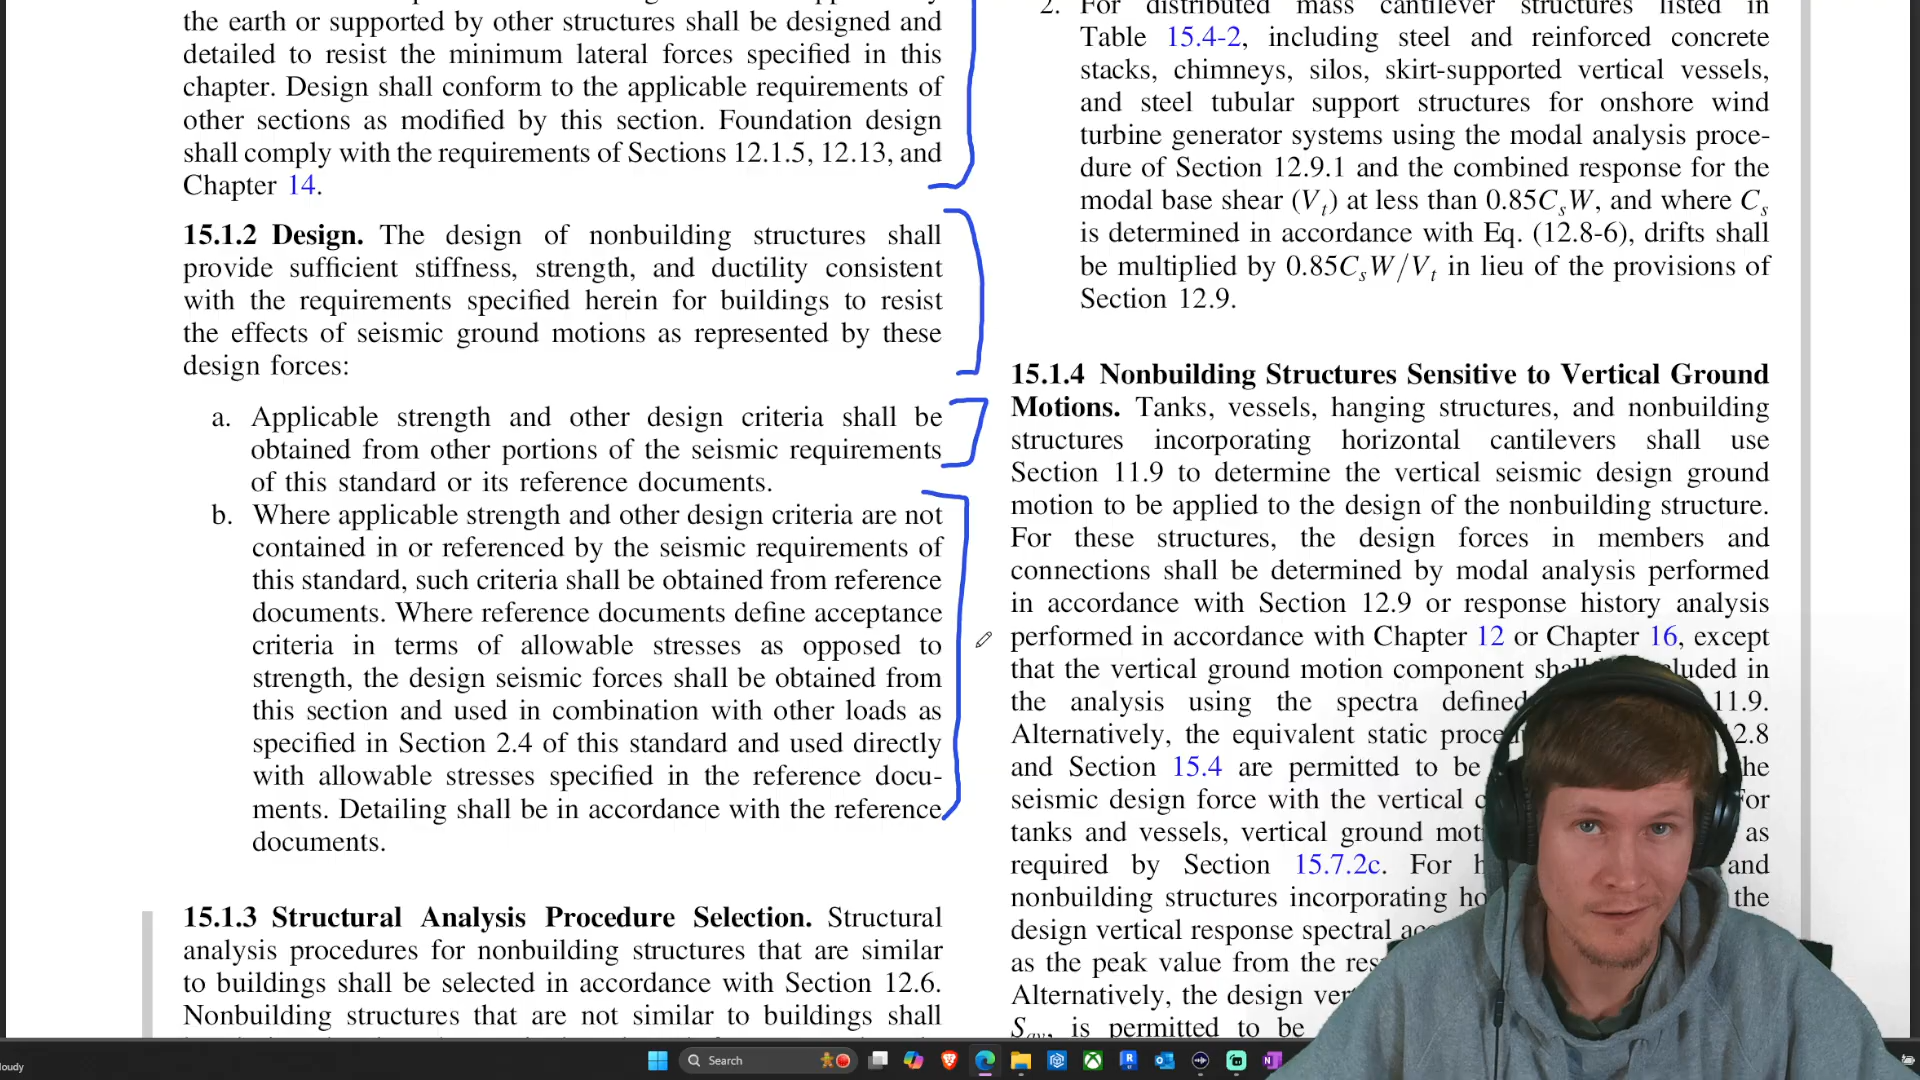 the earth or supported by other structures shall be designed and
detailed to resist the minimum lateral forces specified in this
chapter. Design shall conform to the applicable requirements of
other sections as modified by this section. Foundation design
shall comply with the requirements of Sections 12.1.5, 12.13, and
Chapter 14.
15.1.2 Design. The design of nonbuilding structures shall
provide sufficient stiffness, strength, and ductility consistent
with the requirements specified herein for buildings to resist
the effects of seismic ground motions as represented by these
design forces:
a. Applicable strength and other design criteria shall be
obtained from other portions of the seismic requirements
of this standard or its reference documents.
b. Where applicable strength and other design criteria are not
contained in or referenced by the seismic requirements of
this standard, such criteria shall be obtained from reference
documents. Where reference documents define acceptance
criteria in terms of allowable stresses as opposed to
strength, the design seismic forces shall be obtained from
this section and used in combination with other loads as
specified in Section 2.4 of this standard and used directly
with allowable stresses specified in the reference docu-
ments. Detailing shall be in accordance with the reference
documents.
15.1.3 Structural Analysis Procedure Selection. Structural
analysis procedures for nonbuilding structures that are similar
to buildings shall be selected in accordance with Section 12.6.
Nonbuilding structures that are not similar to buildings shall
2. For distributed mass cantilever structures listed in
Table 15.4-2, including steel and reinforced concrete
stacks, chimneys, silos, skirt-supported vertical vessels,
and steel tubular support structures for onshore wind
turbine generator systems using the modal analysis proce-
dure of Section 12.9.1 and the combined response for the
modal base shear (Vt) at less than 0.85CsW, and where Cs
is determined in accordance with Eq. (12.8-6), drifts shall
be multiplied by 0.85CsW/Vt in lieu of the provisions of
Section 12.9.
15.1.4 Nonbuilding Structures Sensitive to Vertical Ground
Motions. Tanks, vessels, hanging structures, and nonbuilding
structures incorporating horizontal cantilevers shall use
Section 11.9 to determine the vertical seismic design ground
motion to be applied to the design of the nonbuilding structure.
For these structures, the design forces in members and
connections shall be determined by modal analysis performed
in accordance with Section 12.9 or response history analysis
performed in accordance with Chapter 12 or Chapter 16, except
that the vertical ground motion component in
the analysis using the spectra defined 11.9.
Alternatively, the equivalent static 2.8
and Section 15.4 are permitted to be
seismic design force with the vertical For
tanks and vessels, vertical ground as
required by Section 15.7.2c. For and
nonbuilding structures incorporating the
design vertical response spectral
as the peak value from the
Alternatively, the design
Sav, is permitted to be
Search
loudy